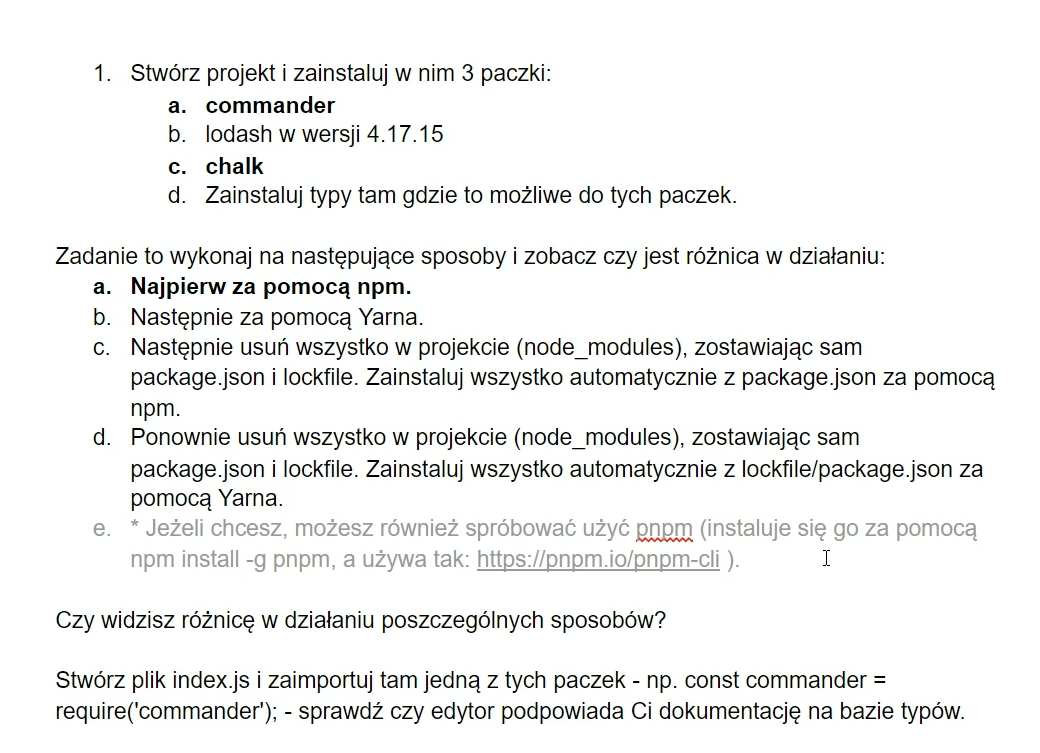 1. Stwórz projekt i zainstaluj w nim 3 paczki:
a. commander
b. lodash w wersji 4.17.15
c. chalk
d. Zainstaluj typy tam gdzie to możliwe do tych paczek.
Zadanie to wykonaj na następujące sposoby i zobacz czy jest różnica w działaniu:
a. Najpierw za pomocą npm.
b. Następnie za pomocą Yarna.
c. Następnie usuń wszystko w projekcie (node_modules), zostawiając sam
package.json i lockfile. Zainstaluj wszystko automatycznie z package.json za pomocą
npm.
d. Ponownie usuń wszystko w projekcie (node_modules), zostawiając sam
package.json i lockfile. Zainstaluj wszystko automatycznie z lockfile/package.json za
pomocą Yarna.
e. * Jeżeli chcesz, możesz również spróbować użyć pnpm (instaluje się go za pomocą
npm install -g pnpm, a używa tak: https://pnpm.io/pnpm-cli ).
Czy widzisz różnicę w działaniu poszczególnych sposobów?
Stwórz plik index.js i zaimportuj tam jedną z tych paczek - np. const commander =
require('commander'); - sprawdź czy edytor podpowiada Ci dokumentację na bazie typów.